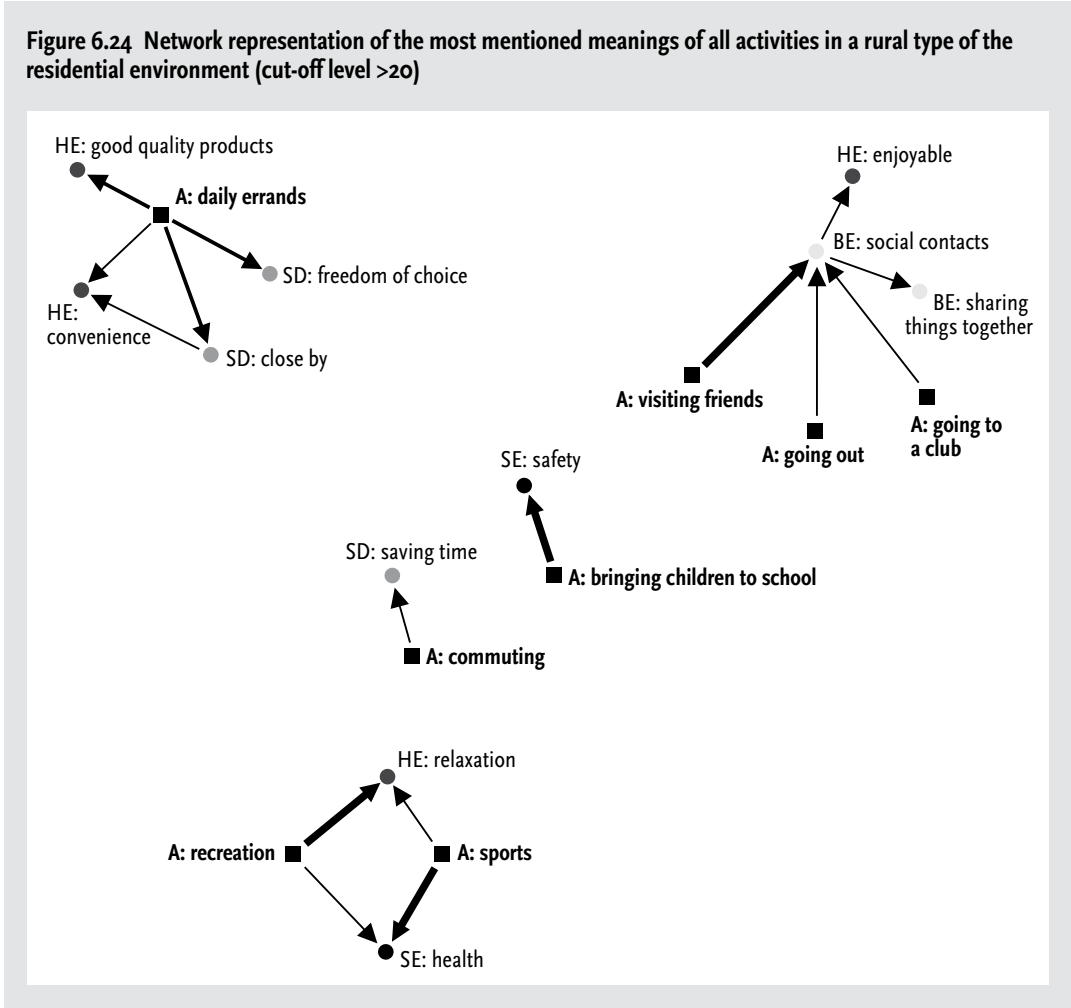 Figure 6.24 Network representation of the most mentioned meanings of all activities in a rural type of the
residential environment (cut-off level >20)
HE: good quality products
A: daily errands
SD: freedom of choice
HE:
convenience
SD: close by
HE: enjoyable
BE: social contacts
BE: sharing
things together
A: visiting friends
A: going out
A: going to
a club
SE: safety
A: bringing children to school
SD: saving time
A: commuting
HE: relaxation
A: recreation
A: sports
SE: health